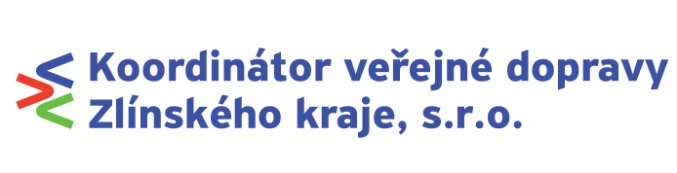 Koordinátor veřejné dopravy
Zlínského kraje, s.r.o.